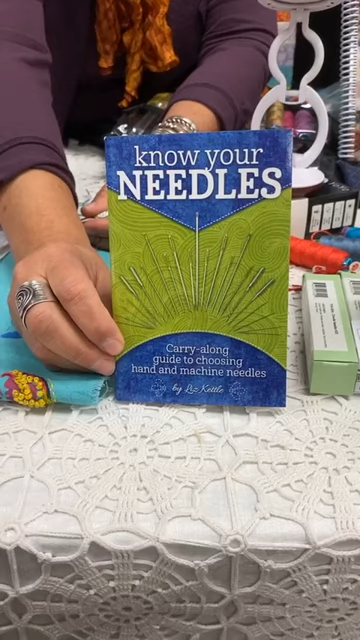 know your
NEEDLES
Carry-along
guide to choosing
hand and machine needles
by Liz Kettle